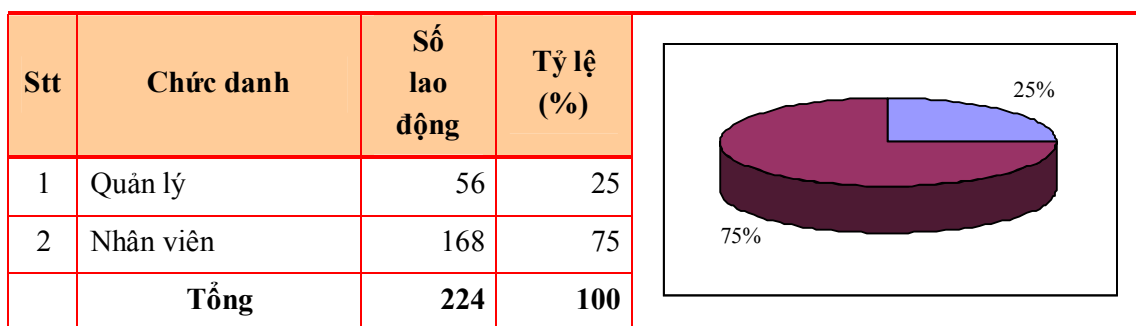 Stt Chức danh Số lao động Tỷ lệ (%)
1 Quản lý 56 25
2 Nhân viên 168 75
Tổng 224 100
25%
75%